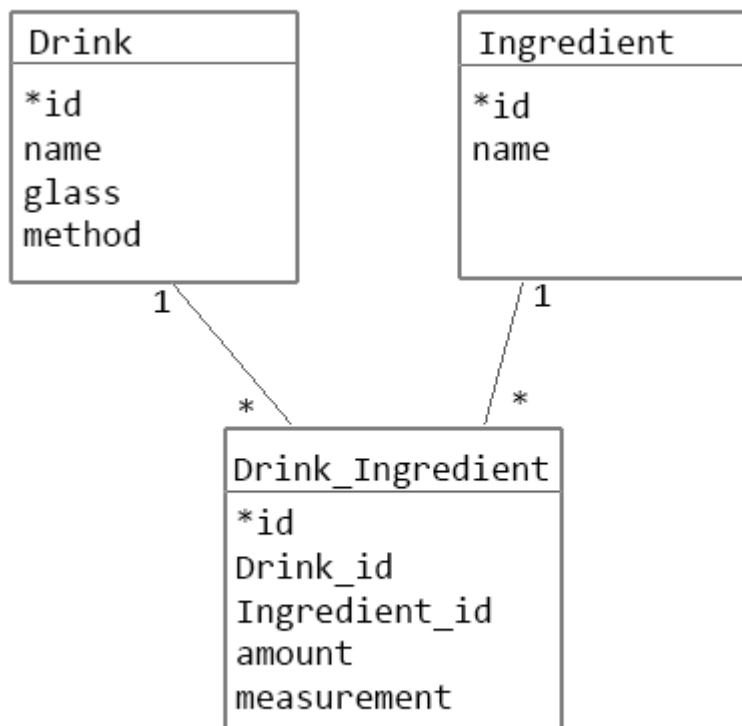 Drink
*id
name
glass
method
Ingredient
*id
name
1
1
*
*
Drink_Ingredient
*id
Drink_id
Ingredient_id
amount
measurement